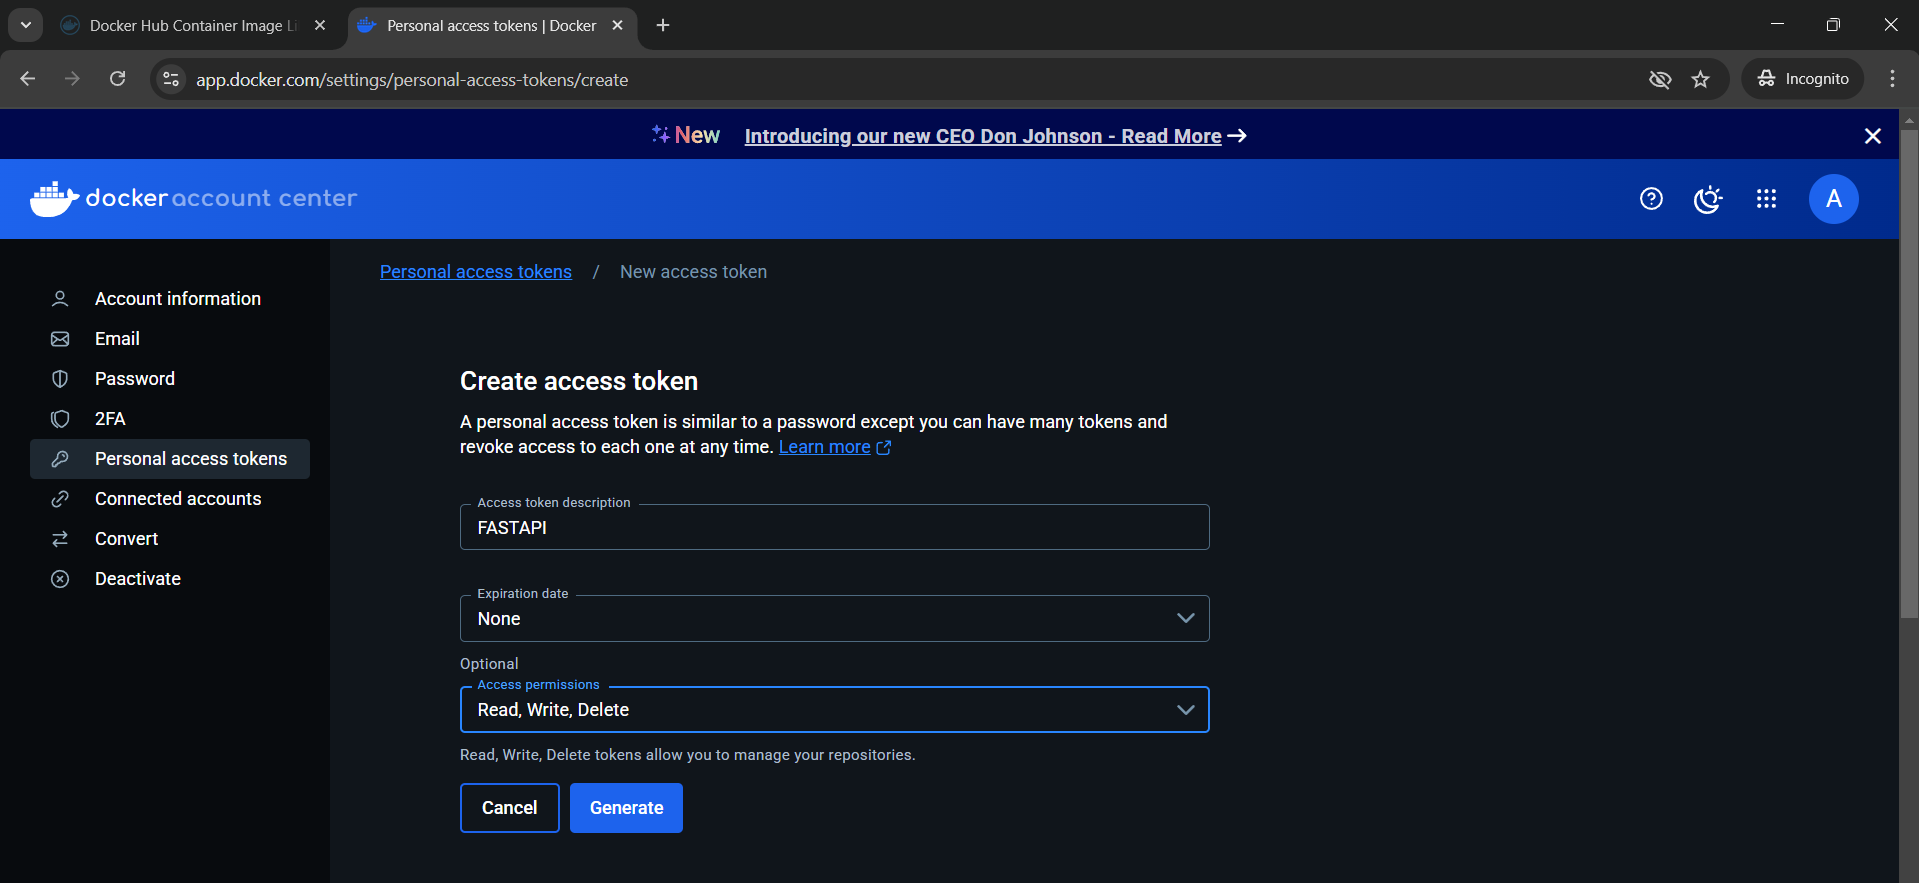 Docker Hub Container Image Li
Personal access tokens | Docker
app.docker.com/settings/personal-access-tokens/create
Incognito
New Introducing our new CEO Don Johnson - Read More
docker account center
A
Personal access tokens / New access token
Account information
Email
Password
2FA
Personal access tokens
Connected accounts
Convert
Deactivate
Create access token
A personal access token is similar to a password except you can have many tokens and
revoke access to each one at any time. Learn more
Access token description
FASTAPI
Expiration date
None
Optional
Access permissions
Read, Write, Delete
Read, Write, Delete tokens allow you to manage your repositories.
Cancel
Generate